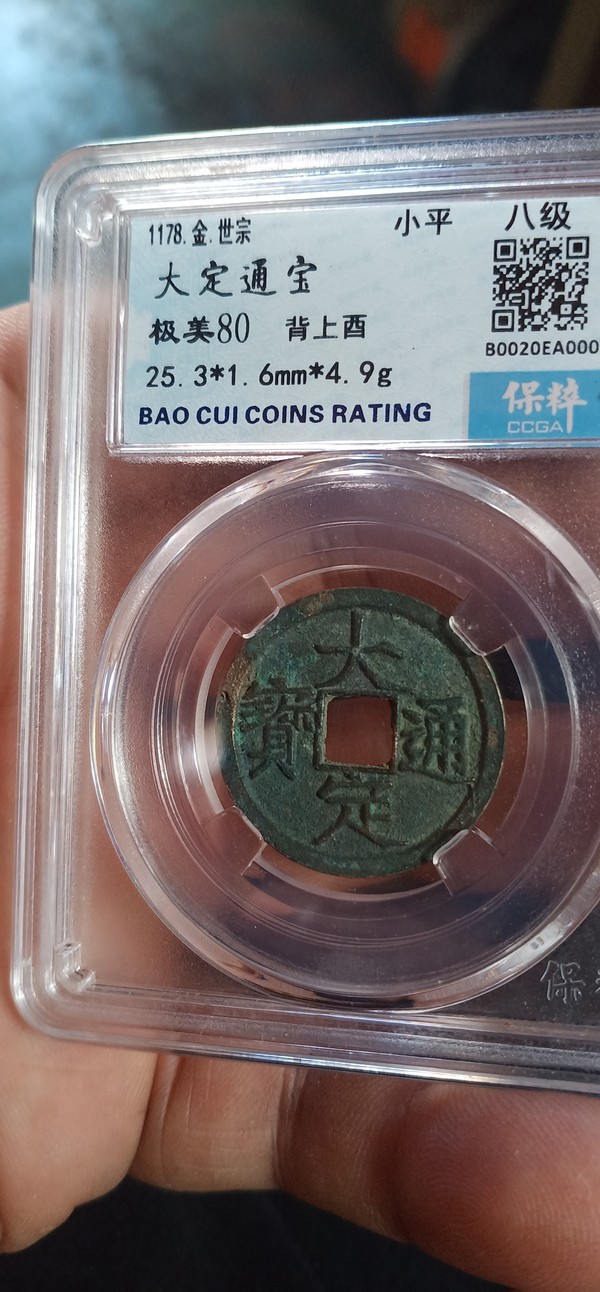 1178.金.世宗 小平 八级
大定通宝
极美80 背上酉
B0020EA000
25.3*1.6mm*4.9g
保粹
CCGA
BAO CUI COINS RATING
大
寶 通
定
保